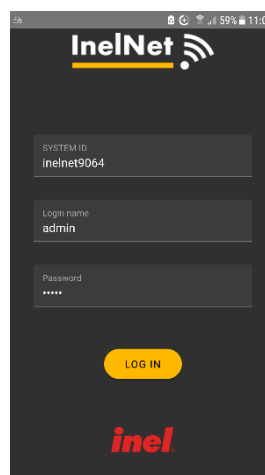 59% 11:0
InelNet
SYSTEM ID
inelnet9064
Login name
admin
Password
•••••
LOG IN
inel.